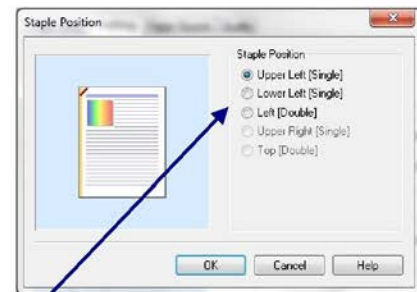 Staple Position
Staple Position
Upper Left [Single]
Lower Left [Single]
Left [Double]
Upper Right [Single]
Top [Double]
OK
Cancel
Help